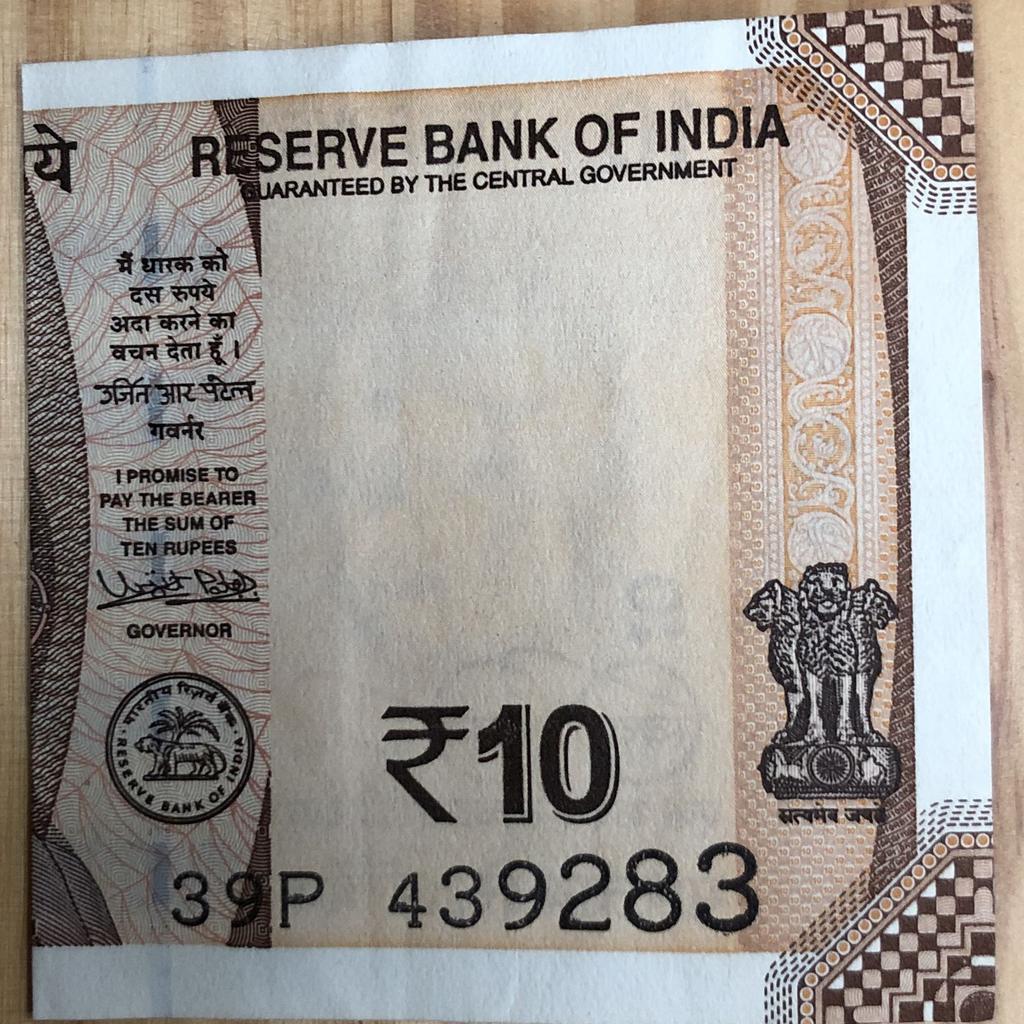 ये
RESERVE BANK OF INDIA
GUARANTEED BY THE CENTRAL GOVERNMENT
मैं धारक को
दस रुपये
अदा करने का
वचन देता हूँ।
उर्जित आर पटेल
गवर्नर
I PROMISE TO
PAY THE BEARER
THE SUM OF
TEN RUPEES
Urjit Patel
GOVERNOR
भारतीय रिज़र्व बैंक
RESERVE BANK OF INDIA
₹10
सत्यमेव जयते
39P 439283